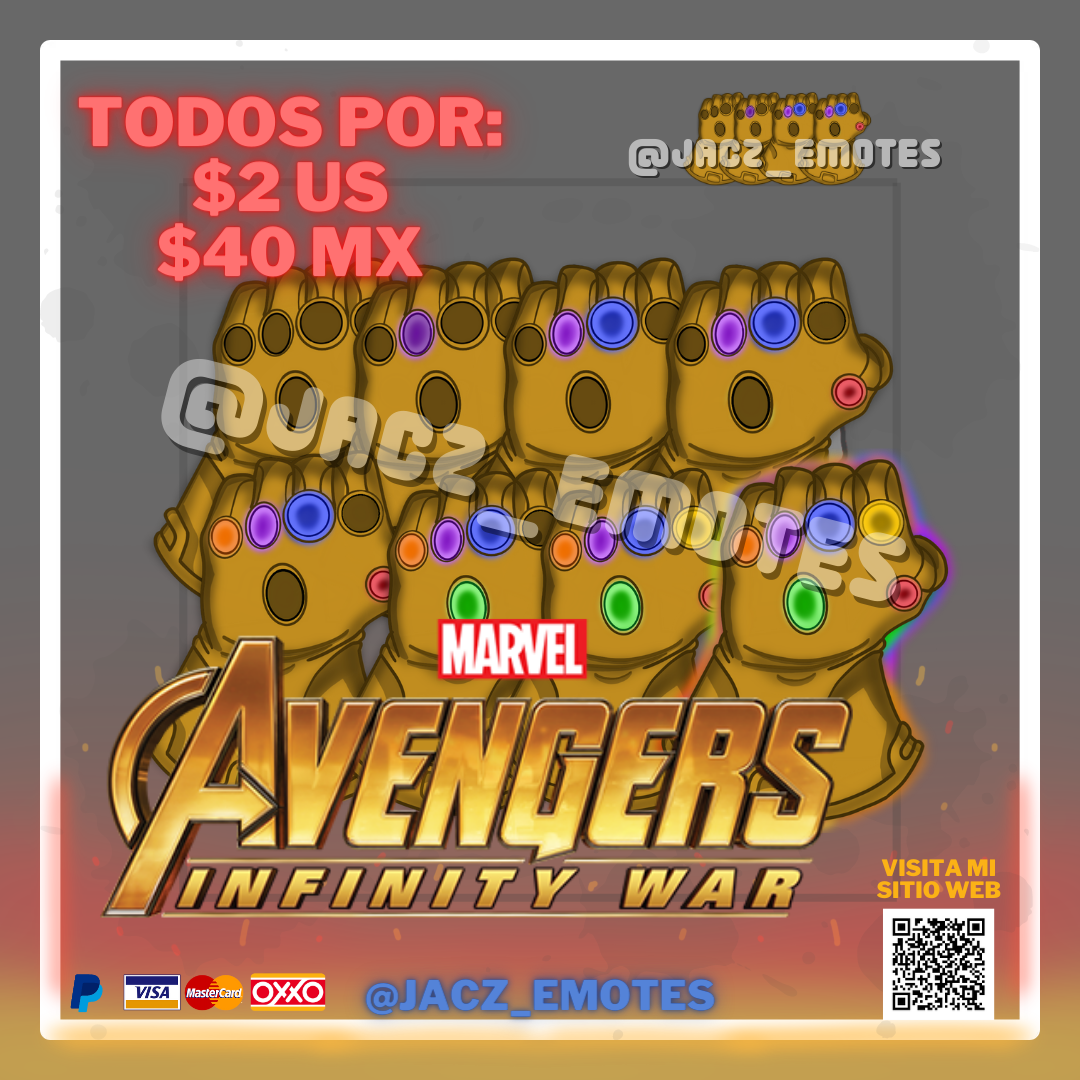 TODOS POR:
$2 US
$40 MX
@JACZ_EMOTES
@JACZ_EMOTES
MARVEL
AVENGERS
INFINITY WAR
VISITA MI
SITIO WEB
VISA
MasterCard
OXXO
@JACZ_EMOTES